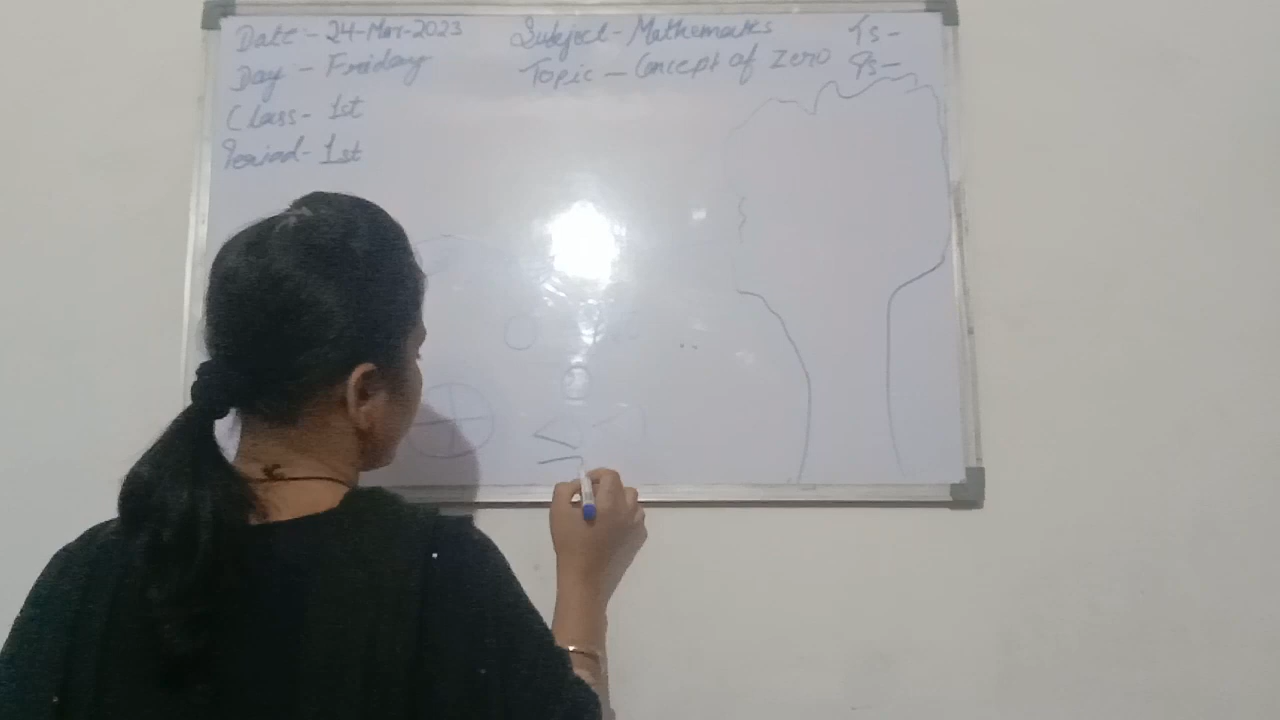 Date:- 24-Mar-2023
Day - Friday
Class- 1st
Period- 1st
Subject - Mathematics
Topic - Concept of Zero
Ts -
Ps -